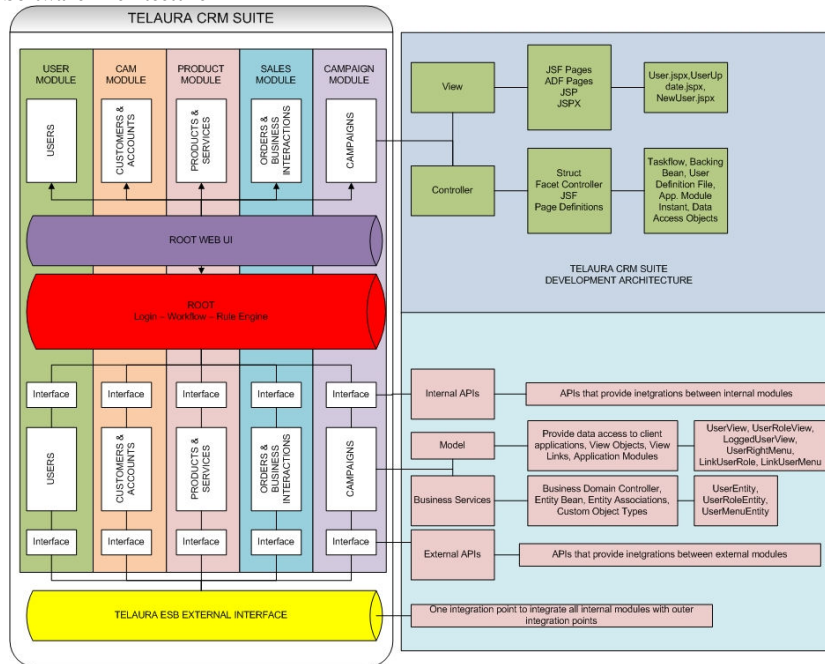 TELAURA CRM SUITE
USER
MODULE
CAM
MODULE
PRODUCT
MODULE
SALES
MODULE
CAMPAIGN
MODULE
USERS
CUSTOMERS &
ACCOUNTS
PRODUCTS &
SERVICES
ORDERS &
BUSINESS
INTERACTIONS
CAMPAIGNS
ROOT WEB UI
ROOT
Login – Workflow – Rule Engine
Interface
Interface
Interface
Interface
Interface
USERS
CUSTOMERS &
ACCOUNTS
PRODUCTS &
SERVICES
ORDERS &
BUSINESS
INTERACTIONS
CAMPAIGNS
Interface
Interface
Interface
Interface
Interface
TELAURA ESB EXTERNAL INTERFACE
View
JSF Pages
ADF Pages
JSP
JSPX
User.jspx,UserUp
date.jspx,
NewUser.jspx
Controller
Struct
Facet Controller
JSF
Page Definitions
Taskflow, Backing
Bean, User
Definition File,
App. Module
Instant, Data
Access Objects
TELAURA CRM SUITE
DEVELOPMENT ARCHITECTURE
Internal APIs
APIs that provide inetgrations between internal modules
Model
Provide data access to client
applications, View Objects, View
Links, Application Modules
UserView, UserRoleView,
LoggedUserView,
UserRightMenu,
LinkUserRole, LinkUserMenu
Business Services
Business Domain Controller,
Entity Bean, Entity Associations,
Custom Object Types
UserEntity,
UserRoleEntity,
UserMenuEntity
External APIs
APIs that provide inetgrations between external modules
One integration point to integrate all internal modules with outer
integration points